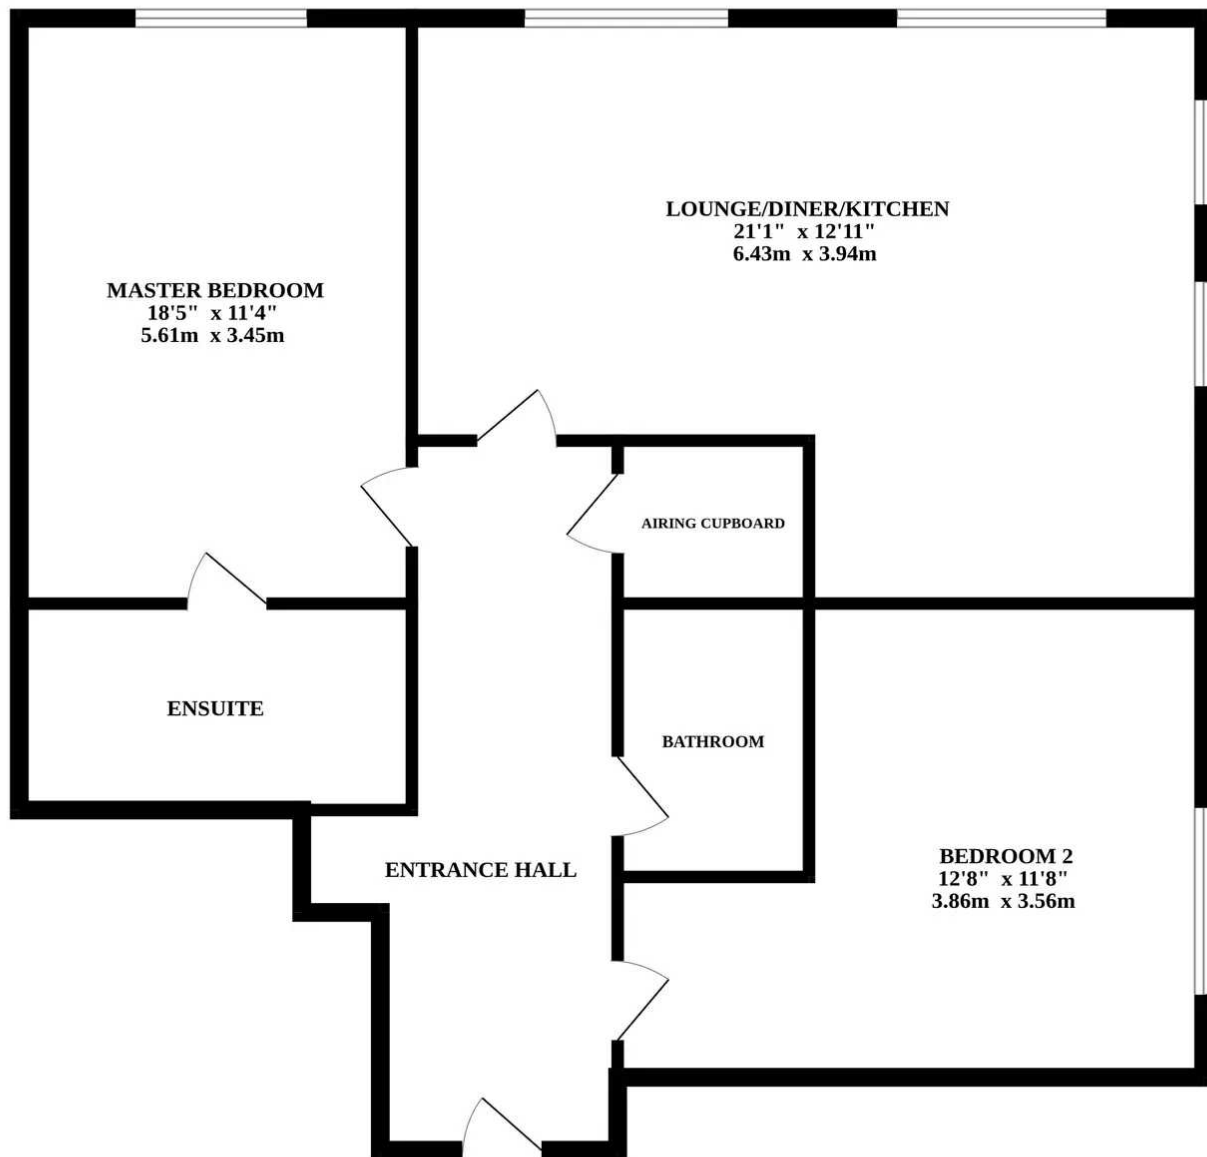 LOUNGE/DINER/KITCHEN
21'1" x 12'11"
6.43m x 3.94m
MASTER BEDROOM
18'5" x 11'4"
5.61m x 3.45m
AIRING CUPBOARD
ENSUITE
BATHROOM
ENTRANCE HALL
BEDROOM 2
12'8" x 11'8"
3.86m x 3.56m